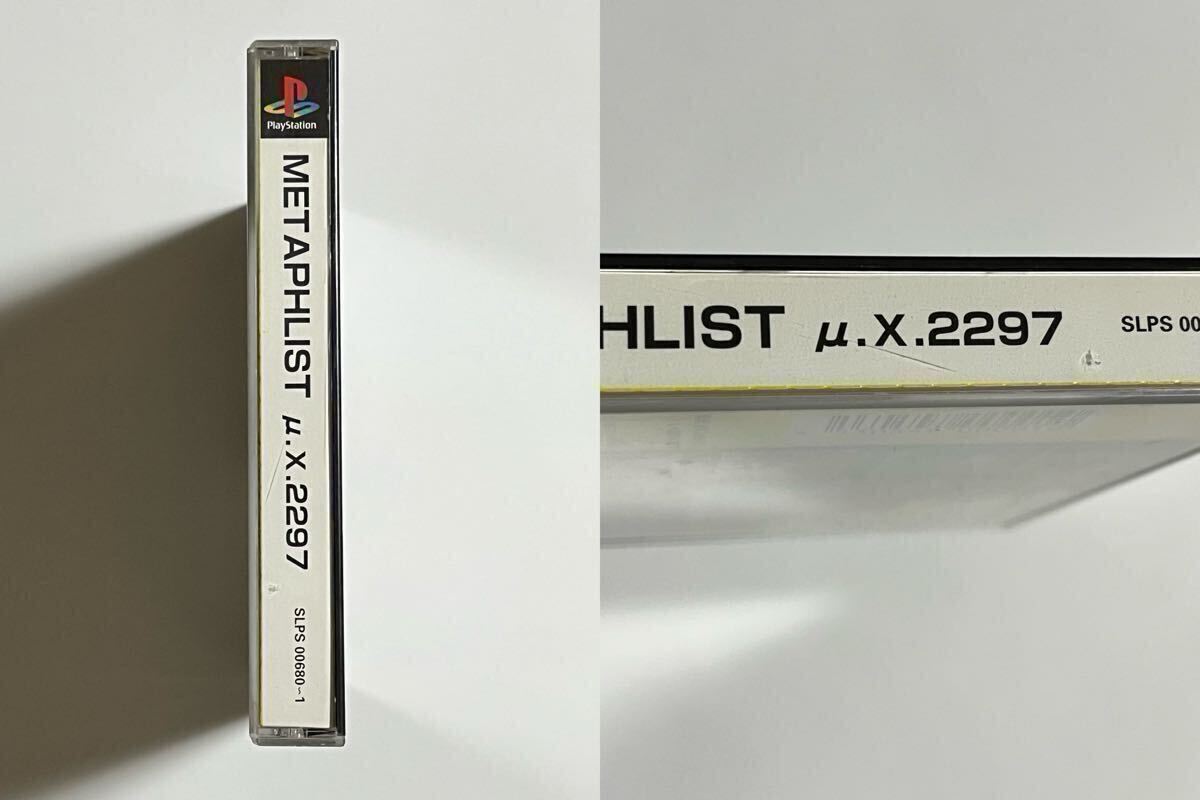 PlayStation
METAPHLIST μ.X.2297
SLPS 00680~1
HLIST μ.X.2297
SLPS 00